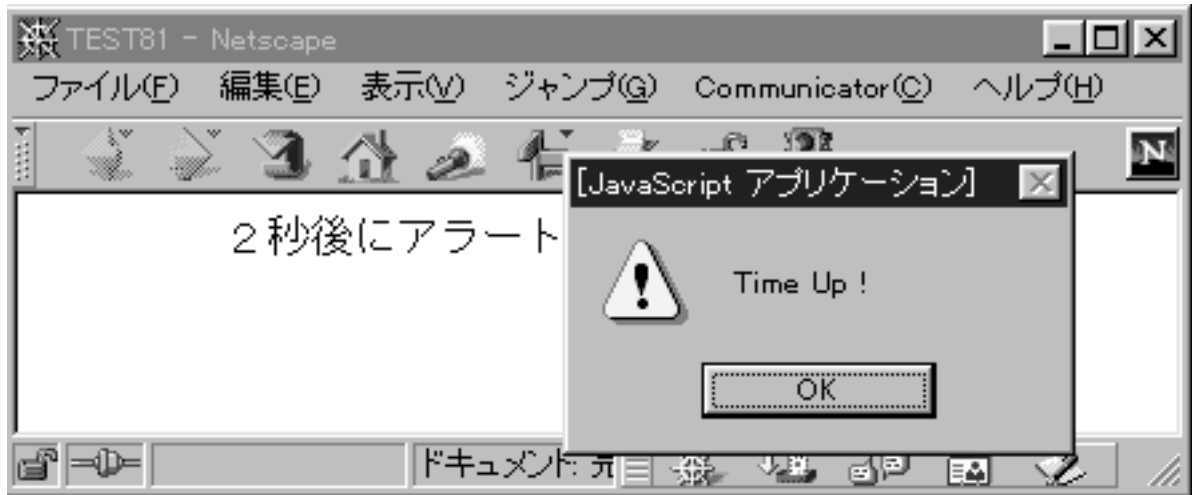 TEST81 - Netscape
ファイル(F) 編集(E) 表示(V) ジャンプ(G) Communicator(C) ヘルプ(H)
N
[JavaScript アプリケーション]
2秒後にアラート
Time Up !
OK
ドキュメント: 完